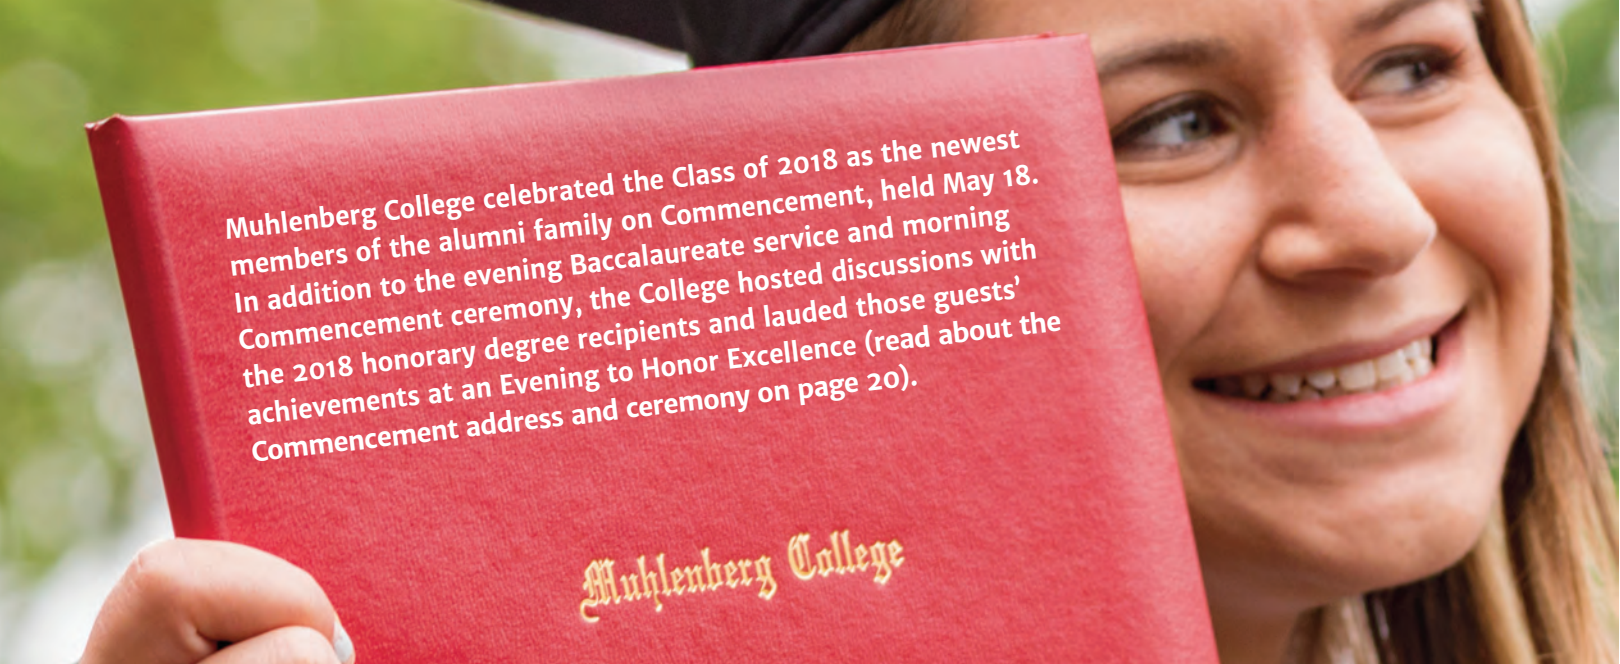 Muhlenberg College celebrated the Class of 2018 as the newest
members of the alumni family on Commencement, held May 18.
In addition to the evening Baccalaureate service and morning
Commencement ceremony, the College hosted discussions with
the 2018 honorary degree recipients and lauded those guests’
achievements at an Evening to Honor Excellence (read about the
Commencement address and ceremony on page 20).
Muhlenberg College